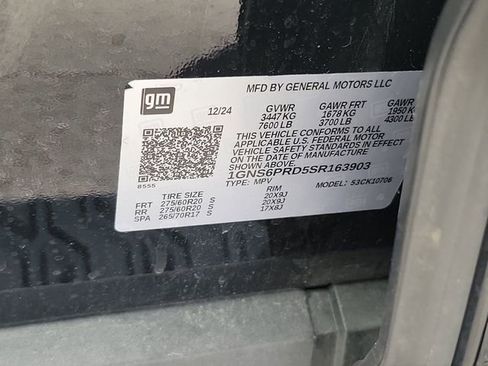 gm
MFD BY GENERAL MOTORS LLC
12/24 GVWR GAWR FRT GAWR
3447 KG 1678 KG 1950 KG
7600 LB 3700 LB 4300 LB
THIS VEHICLE CONFORMS TO ALL
APPLICABLE U.S. FEDERAL MOTOR
VEHICLE SAFETY STANDARDS IN EFFECT
ON THE DATE OF MANUFACTURE
1GNS6PRD5SR163903
8555 TYPE: MPV MODEL: 53CK10706
TIRE SIZE RIM
FRT 275/60R20 S 20X9J
RR 275/60R20 S 20X9J
SPA 265/70R17 S 17X8J